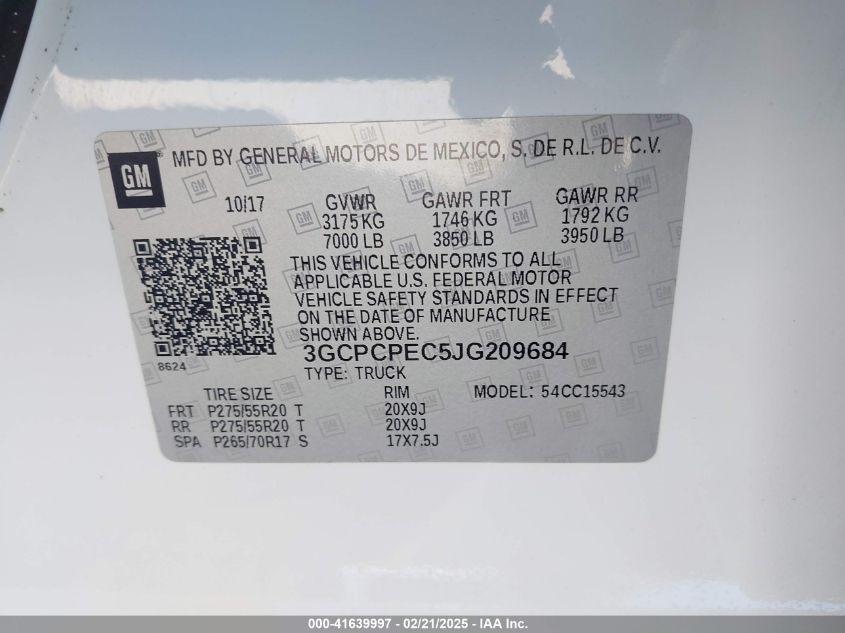 GM
MFD BY GENERAL MOTORS DE MEXICO, S. DE R.L. DE C.V.
10/17 GVWR GAWR FRT GAWR RR
3175 KG 1746 KG 1792 KG
7000 LB 3850 LB 3950 LB
THIS VEHICLE CONFORMS TO ALL
APPLICABLE U.S. FEDERAL MOTOR
VEHICLE SAFETY STANDARDS IN EFFECT
ON THE DATE OF MANUFACTURE
SHOWN ABOVE.
8624
3GCPCPEC5JG209684
TYPE: TRUCK
TIRE SIZE RIM MODEL: 54CC15543
FRT P275/55R20 T 20X9J
RR P275/55R20 T 20X9J
SPA P265/70R17 S 17X7.5J
000-41639997 — 02/21/2025 — IAA Inc.